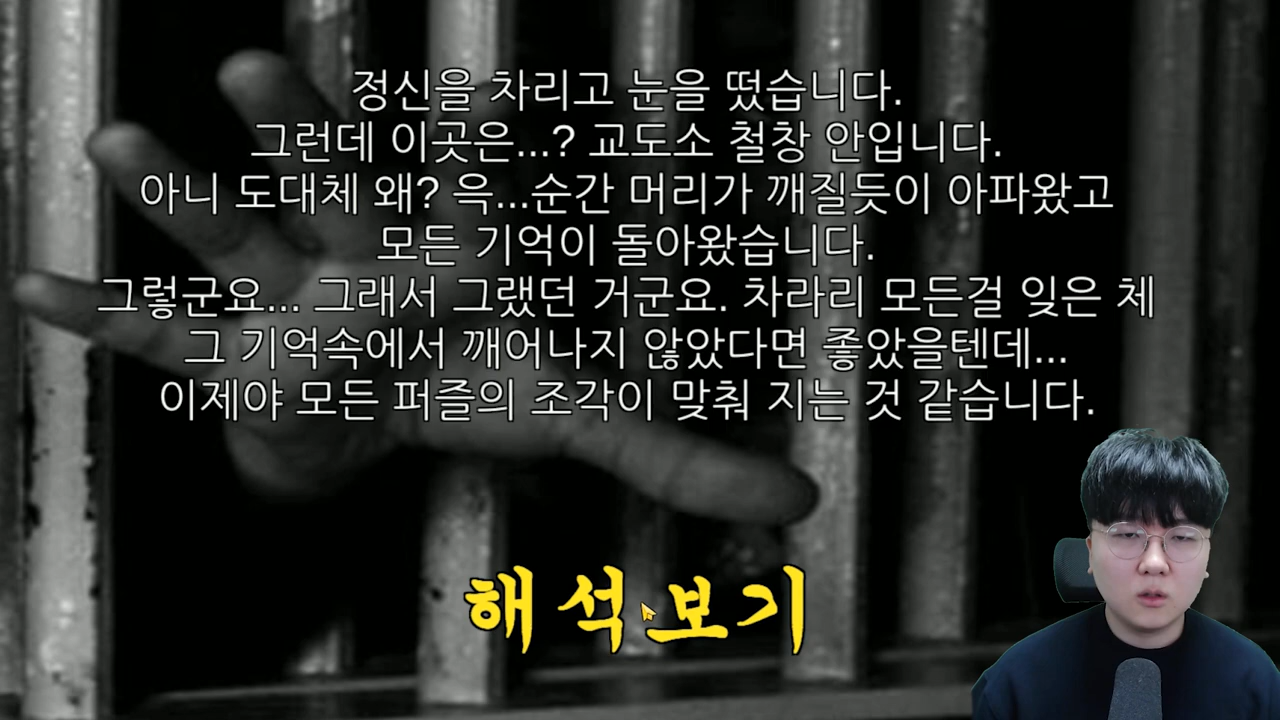 정신을 차리고 눈을 떴습니다.
그런데 이곳은...? 교도소 철창 안입니다.
아니 도대체 왜? 윽...순간 머리가 깨질듯이 아파왔고
모든 기억이 돌아왔습니다.
그렇군요... 그래서 그랬던 거군요. 차라리 모든걸 잊은 체
그 기억속에서 깨어나지 않았다면 좋았을텐데...
이제야 모든 퍼즐의 조각이 맞춰 지는 것 같습니다.
해석보기